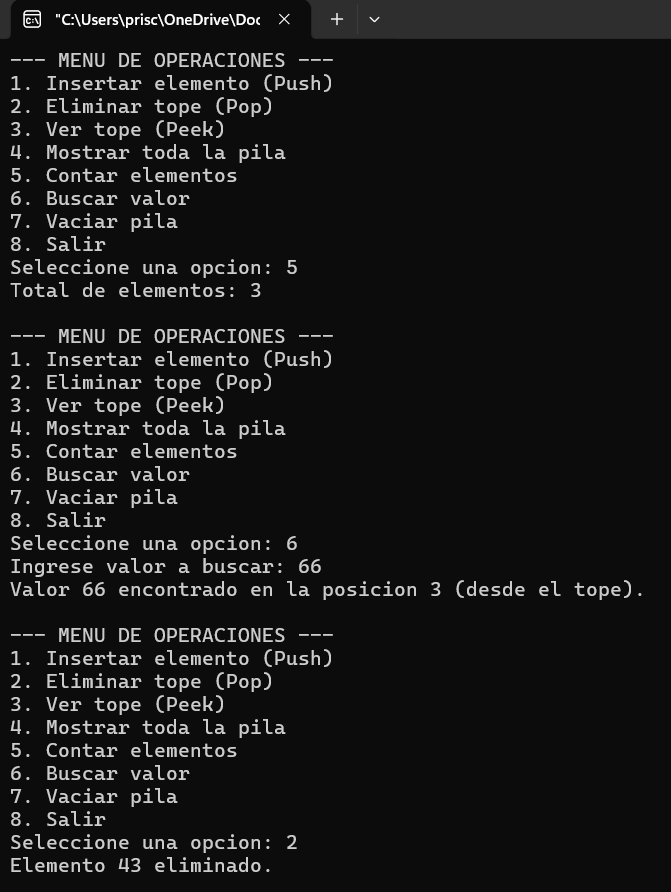 "C:\Users\prisc\OneDrive\Doc
--- MENU DE OPERACIONES ---
1. Insertar elemento (Push)
2. Eliminar tope (Pop)
3. Ver tope (Peek)
4. Mostrar toda la pila
5. Contar elementos
6. Buscar valor
7. Vaciar pila
8. Salir
Seleccione una opcion: 5
Total de elementos: 3
--- MENU DE OPERACIONES ---
1. Insertar elemento (Push)
2. Eliminar tope (Pop)
3. Ver tope (Peek)
4. Mostrar toda la pila
5. Contar elementos
6. Buscar valor
7. Vaciar pila
8. Salir
Seleccione una opcion: 6
Ingrese valor a buscar: 66
Valor 66 encontrado en la posicion 3 (desde el tope).
--- MENU DE OPERACIONES ---
1. Insertar elemento (Push)
2. Eliminar tope (Pop)
3. Ver tope (Peek)
4. Mostrar toda la pila
5. Contar elementos
6. Buscar valor
7. Vaciar pila
8. Salir
Seleccione una opcion: 2
Elemento 43 eliminado.